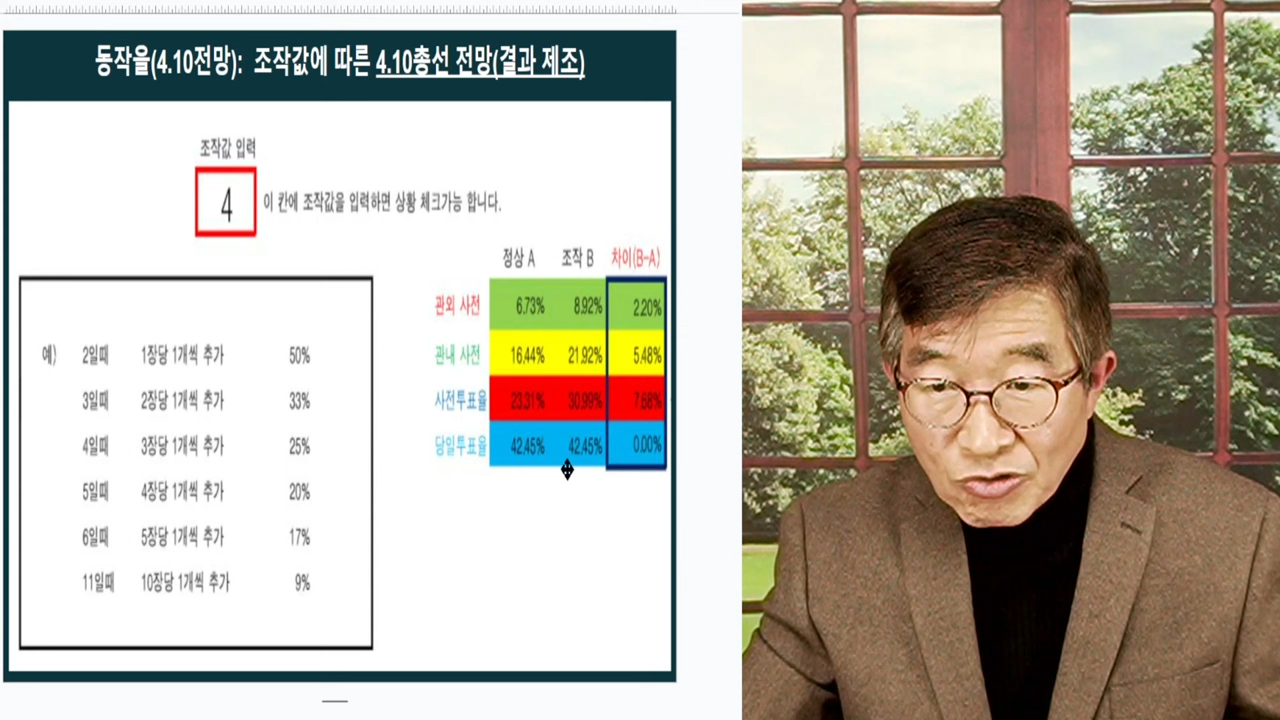 동작을(4.10전망): 조작값에 따른 4.10총선 전망(결과 제조)
조작값 입력
4 이 칸에 조작값을 입력하면 상황 체크가능 합니다.
정상 A 조작 B 차이(B-A)
관외 사전 6.73% 8.92% 2.20%
관내 사전 16.44% 21.92% 5.48%
사전투표율 23.31% 30.99% 7.68%
당일투표율 42.45% 42.45% 0.00%
예) 2일때 1장당 1개씩 추가 50%
3일때 2장당 1개씩 추가 33%
4일때 3장당 1개씩 추가 25%
5일때 4장당 1개씩 추가 20%
6일때 5장당 1개씩 추가 17%
11일때 10장당 1개씩 추가 9%